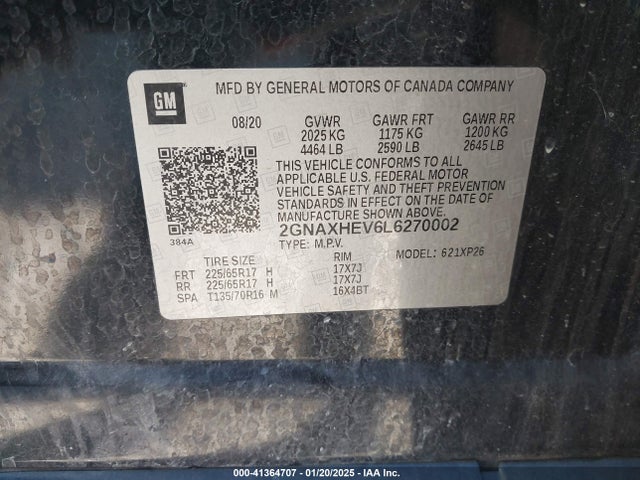 MFD BY GENERAL MOTORS OF CANADA COMPANY
GM
08/20 GVWR GAWR FRT GAWR RR
2025 KG 1175 KG 1200 KG
4464 LB 2590 LB 2645 LB
THIS VEHICLE CONFORMS TO ALL
APPLICABLE U.S. FEDERAL MOTOR
VEHICLE SAFETY AND THEFT PREVENTION
STANDARDS IN EFFECT ON THE DATE OF
MANUFACTURE SHOWN ABOVE.
384A
2GNAXHEV6L6270002
TYPE: M.P.V. MODEL: 621XP26
TIRE SIZE RIM
FRT 225/65R17 H 17X7J
RR 225/65R17 H 17X7J
SPA T135/70R16 M 16X4BT
000-41364707 - 01/20/2025 - IAA Inc.